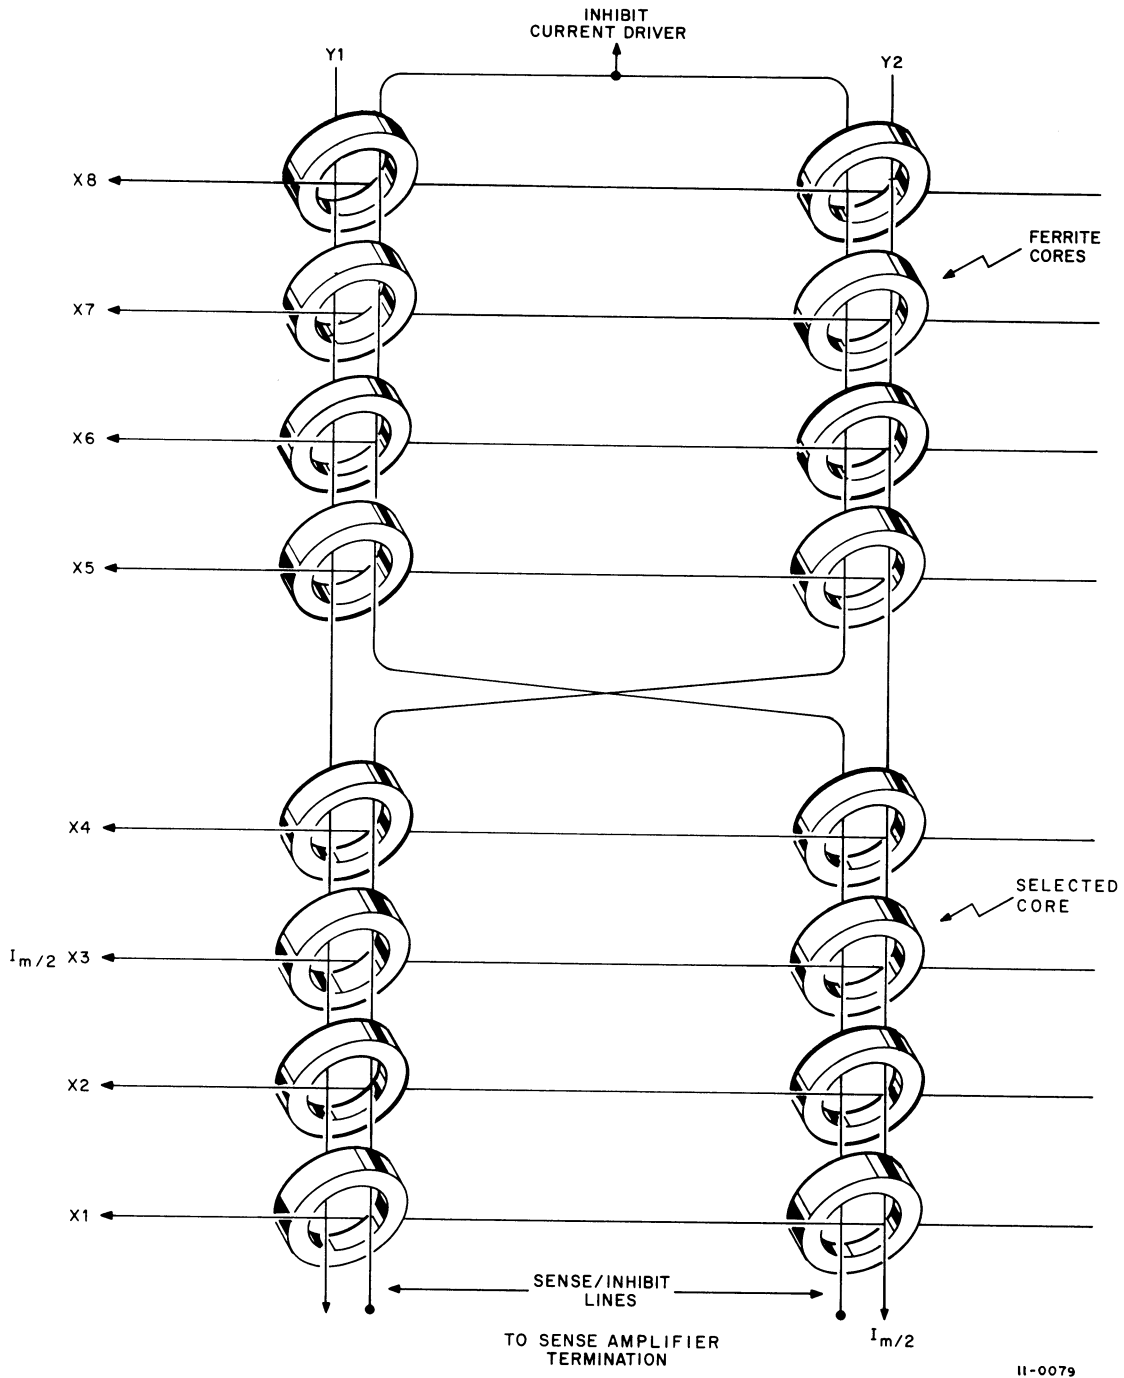 INHIBIT
CURRENT DRIVER
Y1
Y2
X8
FERRITE
CORES
X7
X6
X5
X4
SELECTED
CORE
Im/2 X3
X2
X1
SENSE/INHIBIT
LINES
Im/2
TO SENSE AMPLIFIER
TERMINATION
11-0079